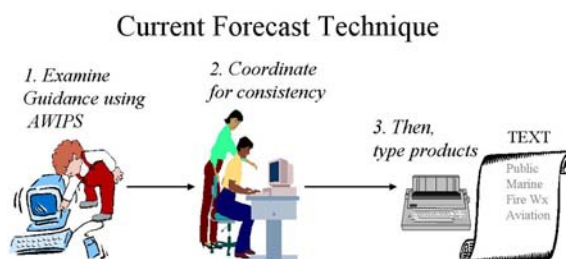 Current Forecast Technique
1. Examine
Guidance using
AWIPS
2. Coordinate
for consistency
3. Then,
type products
TEXT
Public
Marine
Fire Wx
Aviation